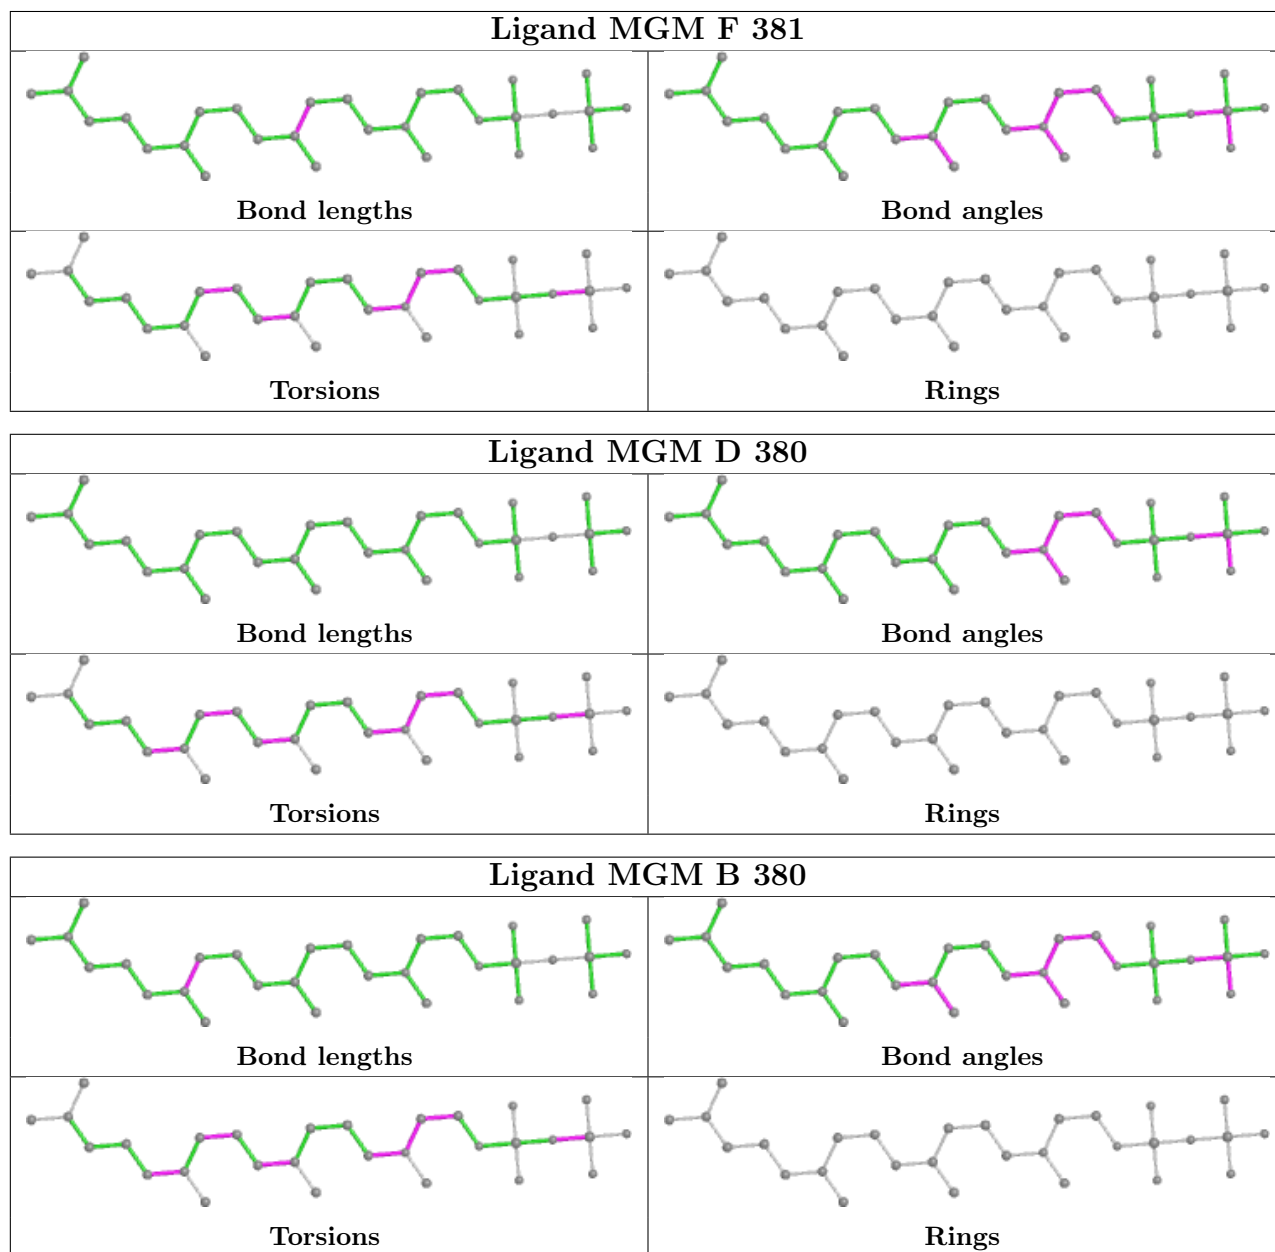 Ligand MGM F 381
Bond lengths
Bond angles
Torsions
Rings
Ligand MGM D 380
Bond lengths
Bond angles
Torsions
Rings
Ligand MGM B 380
Bond lengths
Bond angles
Torsions
Rings